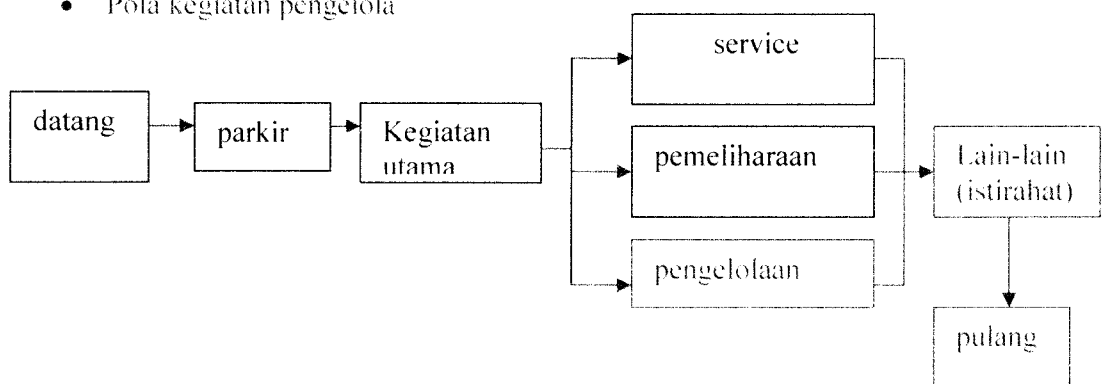 • Pola kegiatan pengelola
datang
parkir
Kegiatan
utama
service
pemeliharaan
pengelolaan
Lain-lain
(istirahat)
pulang